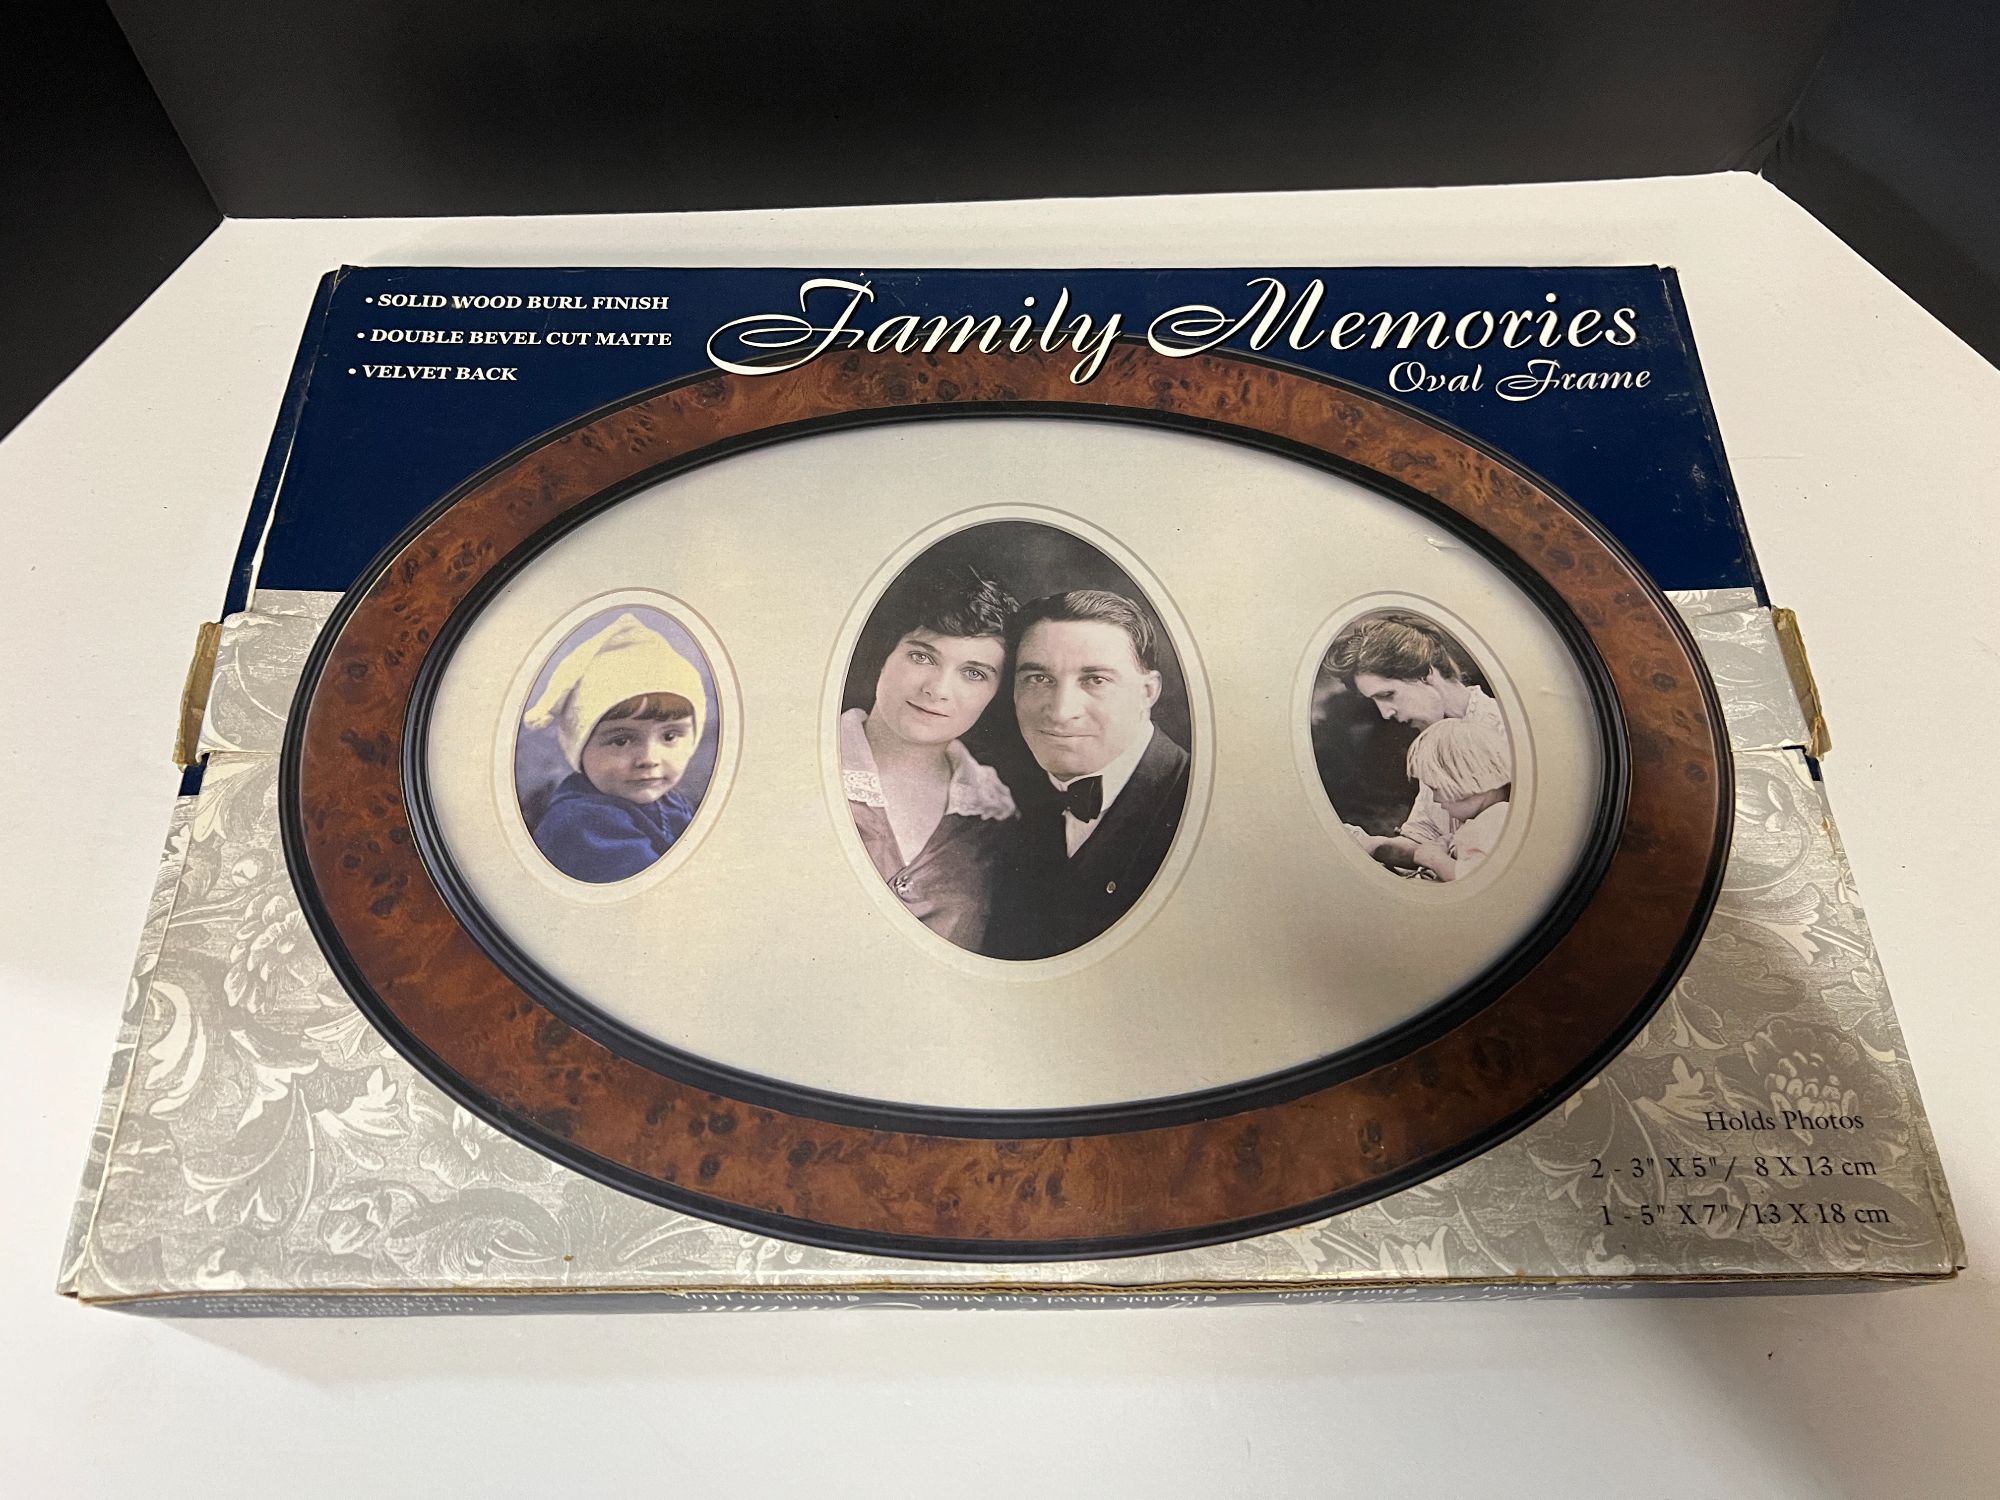 • SOLID WOOD BURL FINISH
• DOUBLE BEVEL CUT MATTE
• VELVET BACK
Family Memories
Oval Frame
Holds Photos
2 - 3" X 5" / 8 X 13 cm
1 - 5" X 7" / 13 X 18 cm